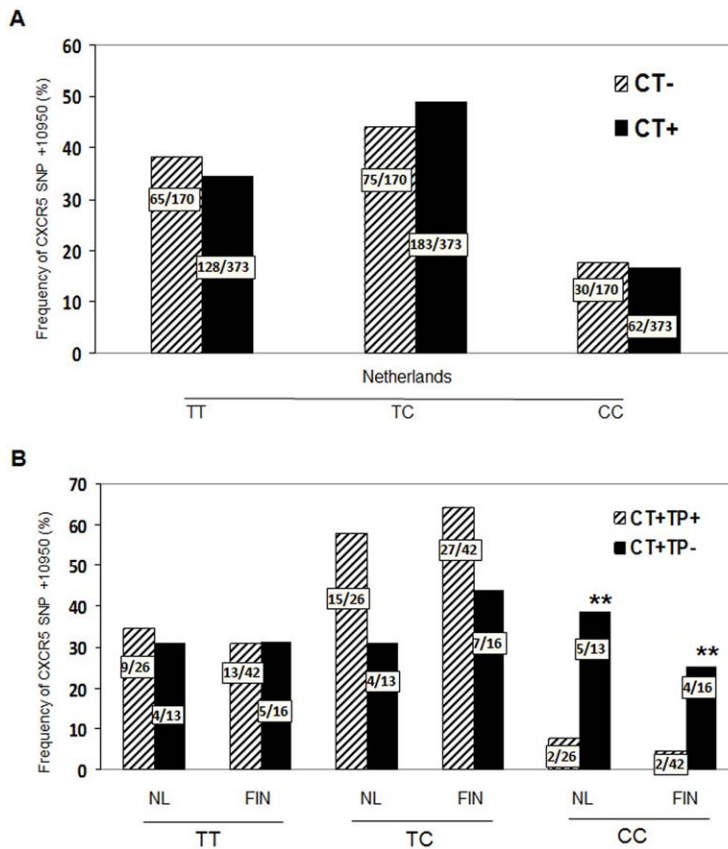 A
Frequency of CXCR5 SNP +10950 (%)
60
50
40
30
20
10
0
CT-
CT+
65/170
128/373
75/170
183/373
30/170
62/373
Netherlands
TT TC CC
B
Frequency of CXCR5 SNP +10950 (%)
70
60
50
40
30
20
10
0
CT+TP+
CT+TP-
9/26
4/13
13/42
5/16
15/26
4/13
27/42
7/16
2/26
5/13
**
2/42
4/16
**
NL FIN NL FIN NL FIN
TT TC CC